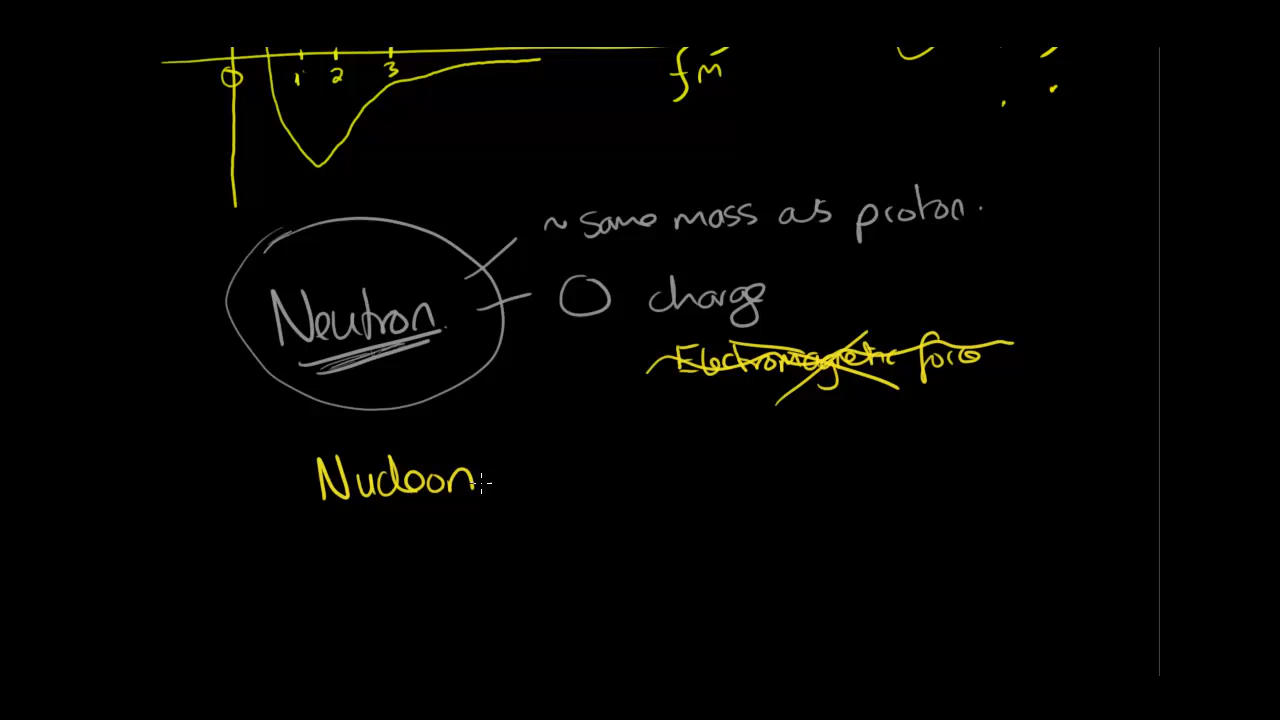 0 1 2 3 fm
~ same mass as proton.
Neutron.
0 charge
Electromagnetic force
Nucleon